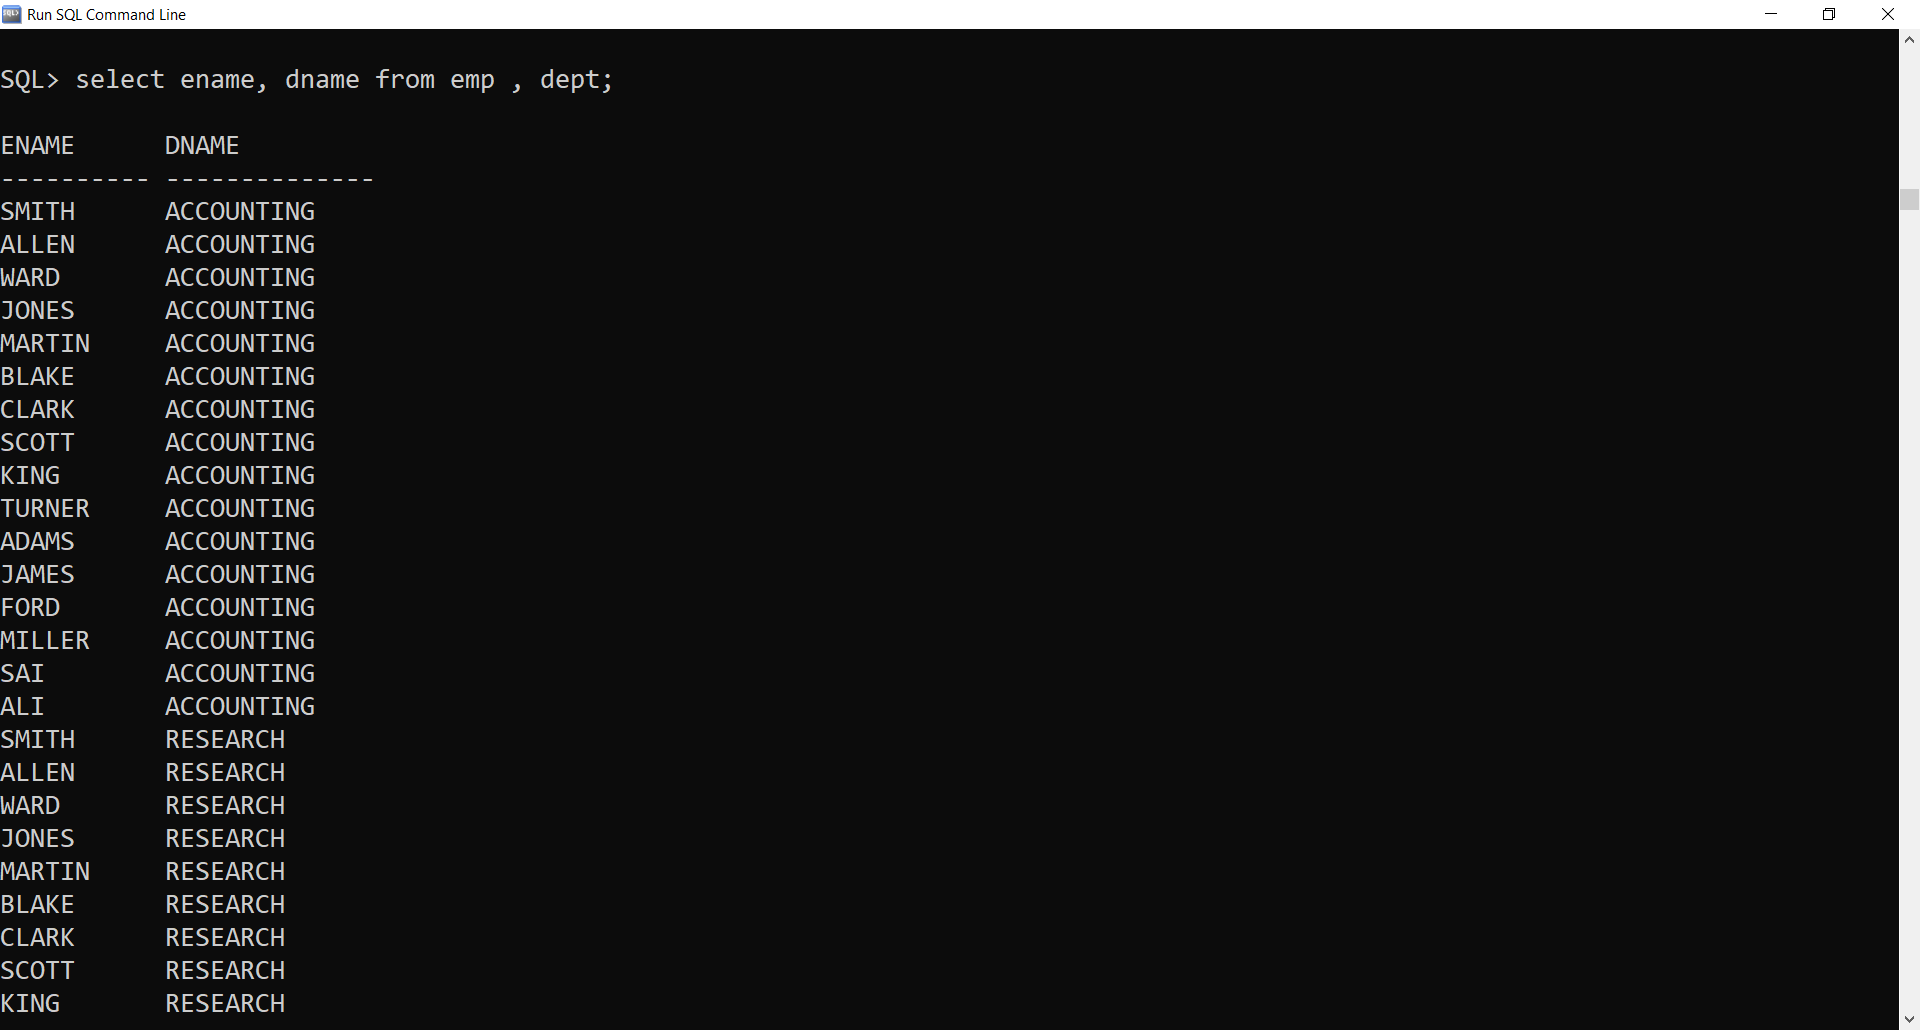 Run SQL Command Line
SQL> select ename, dname from emp , dept;
ENAME      DNAME
---------- --------------
SMITH      ACCOUNTING
ALLEN      ACCOUNTING
WARD       ACCOUNTING
JONES      ACCOUNTING
MARTIN     ACCOUNTING
BLAKE      ACCOUNTING
CLARK      ACCOUNTING
SCOTT      ACCOUNTING
KING       ACCOUNTING
TURNER     ACCOUNTING
ADAMS      ACCOUNTING
JAMES      ACCOUNTING
FORD       ACCOUNTING
MILLER     ACCOUNTING
SAI        ACCOUNTING
ALI        ACCOUNTING
SMITH      RESEARCH
ALLEN      RESEARCH
WARD       RESEARCH
JONES      RESEARCH
MARTIN     RESEARCH
BLAKE      RESEARCH
CLARK      RESEARCH
SCOTT      RESEARCH
KING       RESEARCH